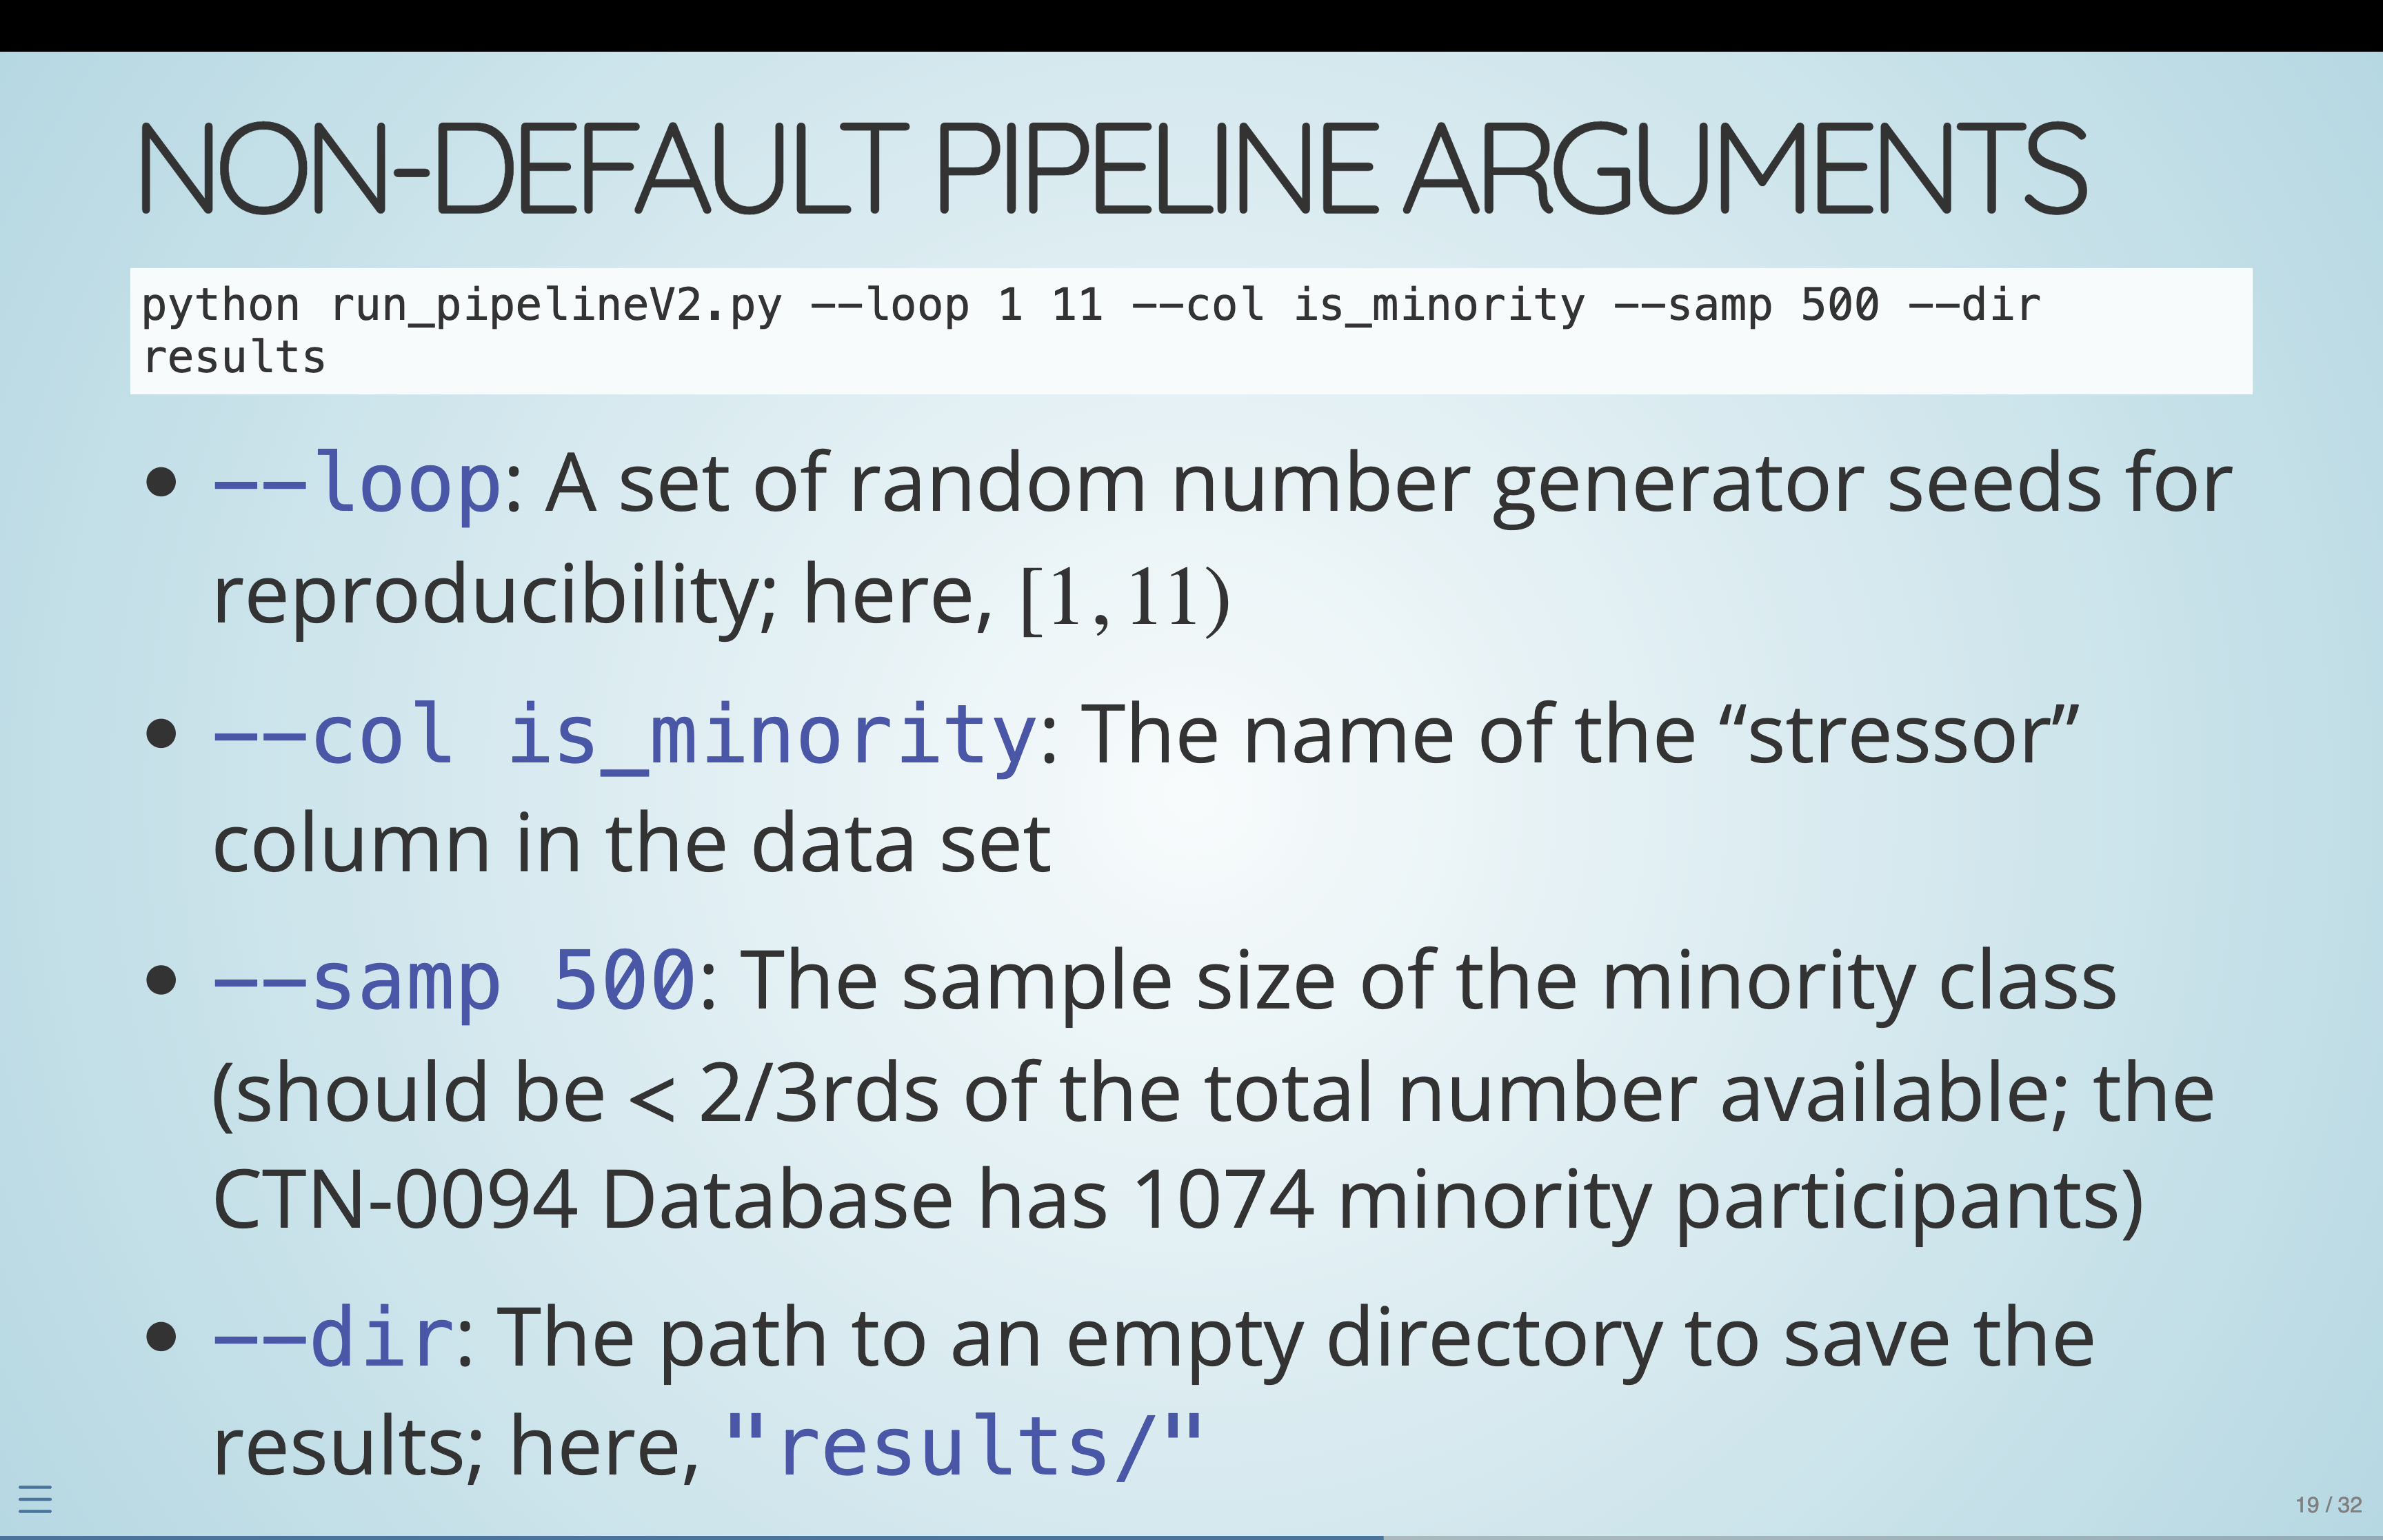 NON-DEFAULT PIPELINE ARGUMENTS
python run_pipelineV2.py --loop 1 11 --col is_minority --samp 500 --dir
results
• --loop: A set of random number generator seeds for
reproducibility; here, [1, 11)
• --col is_minority: The name of the “stressor”
column in the data set
• --samp 500: The sample size of the minority class
(should be < 2/3rds of the total number available; the
CTN-0094 Database has 1074 minority participants)
• --dir: The path to an empty directory to save the
results; here, "results/"
19 / 32